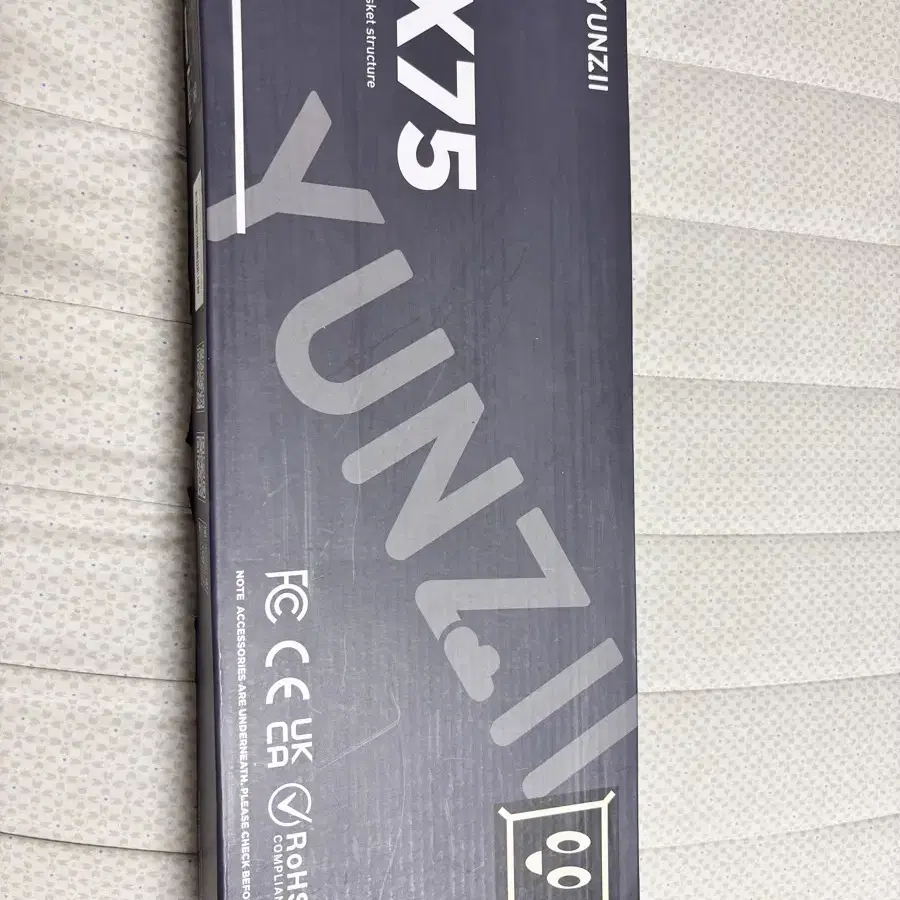 YUNZII
X75
sket structure
YUNZII
FC CE UK CA RoHS
COMPLIAN
NOTE ACCESSORIES ARE UNDERNEATH, PLEASE CHECK BEFO